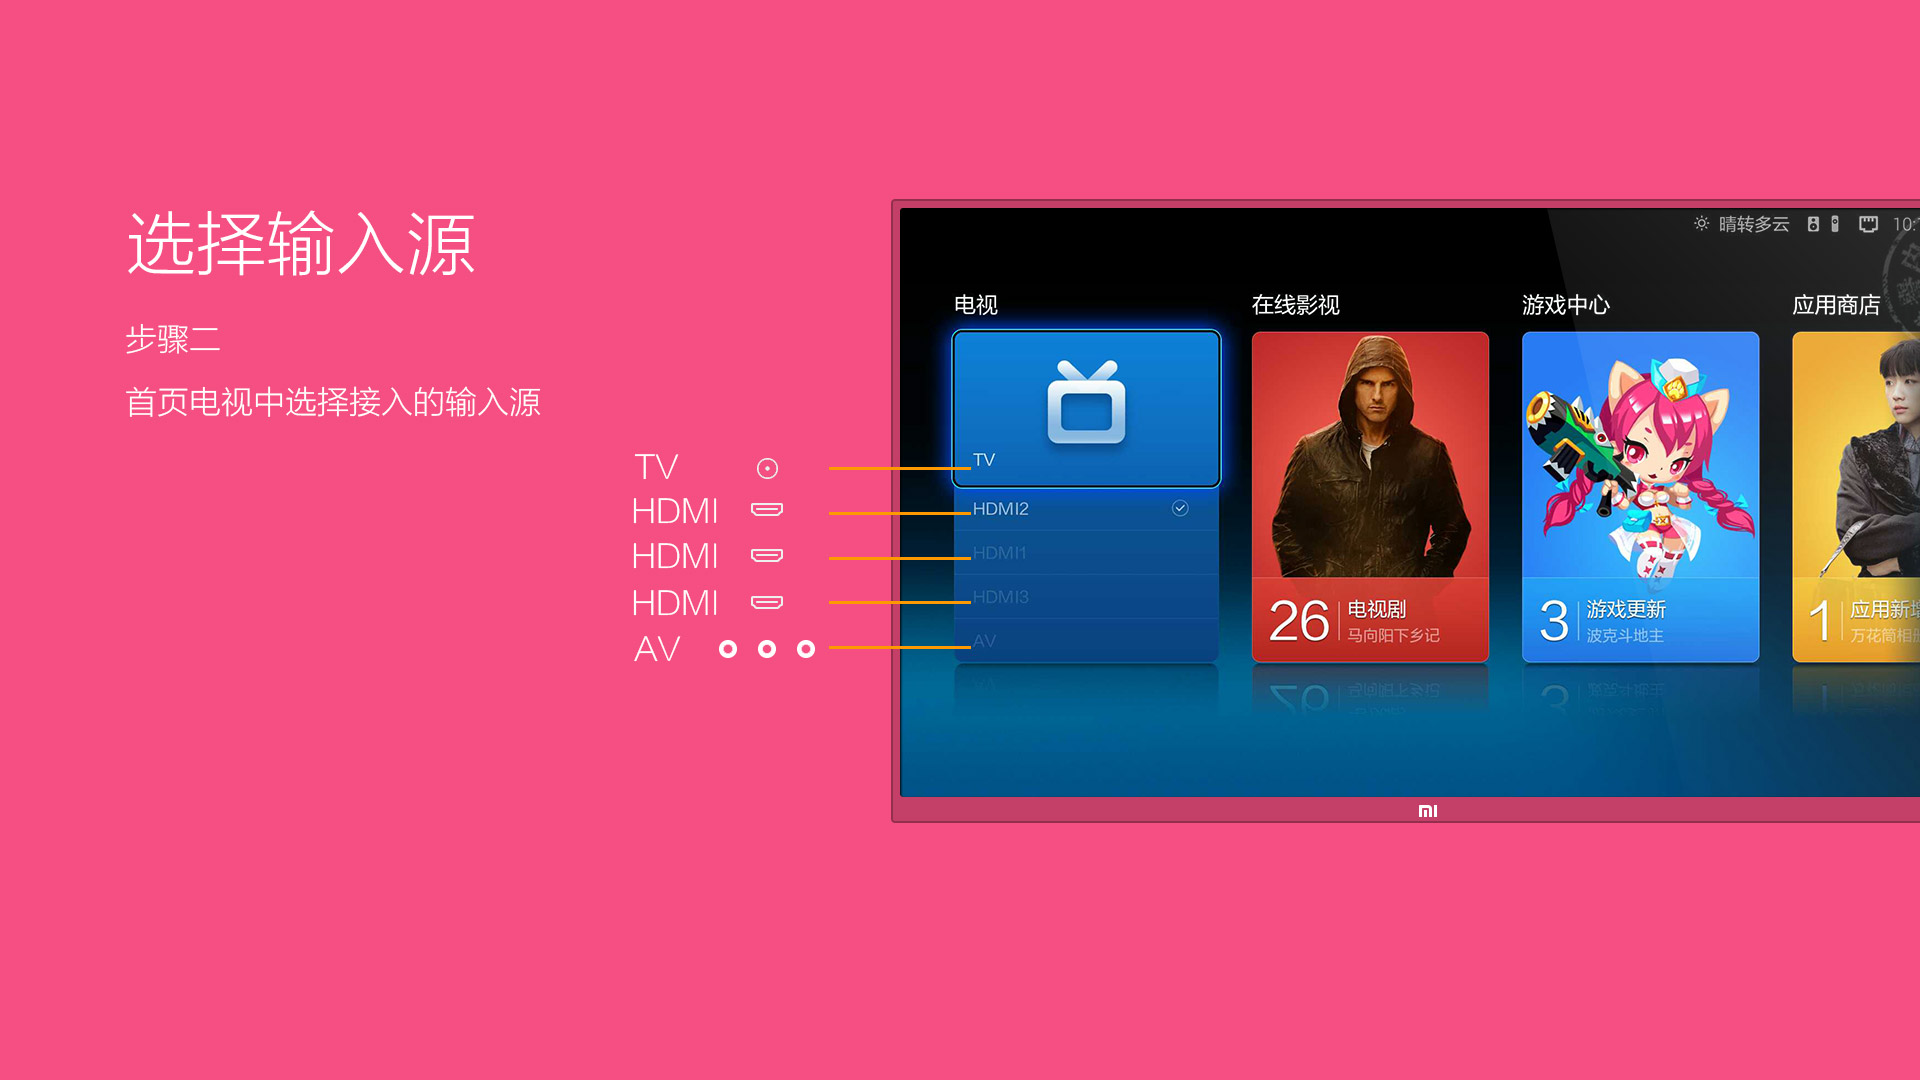 选择输入源
步骤二
首页电视中选择接入的输入源
TV
HDMI
HDMI
HDMI
AV
晴转多云
10:
电视
在线影视
游戏中心
应用商店
TV
HDMI2
HDMI1
HDMI3
AV
26
电视剧
马向阳下乡记
3
游戏更新
波克斗地主
1
应用新增
万花筒相册
mi